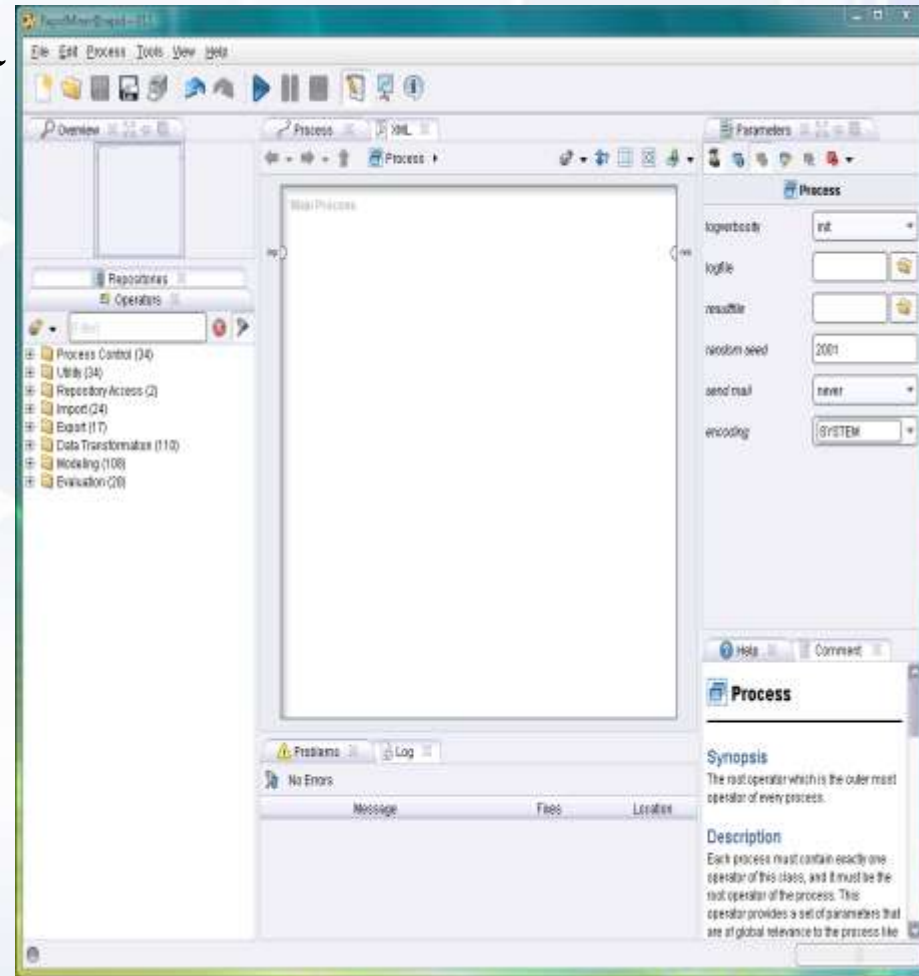 File Edit Process Tools View Help
Overview
Process
XML
Parameters
Process
Process
Main Process
inp
res
logverbosity
init
logfile
resultfile
random seed
2001
send mail
never
encoding
SYSTEM
Repositories
Operators
Process Control (34)
Utility (34)
Repository Access (2)
Import (24)
Export (17)
Data Transformation (110)
Modeling (108)
Evaluation (28)
Problems
Log
No Errors
Message Fixes Location
Help
Comment
Process
Synopsis
The root operator which is the outer most
operator of every process.
Description
Each process must contain exactly one
operator of this class, and it must be the
root operator of the process. This
operator provides a set of parameters that
are of global relevance to the process like